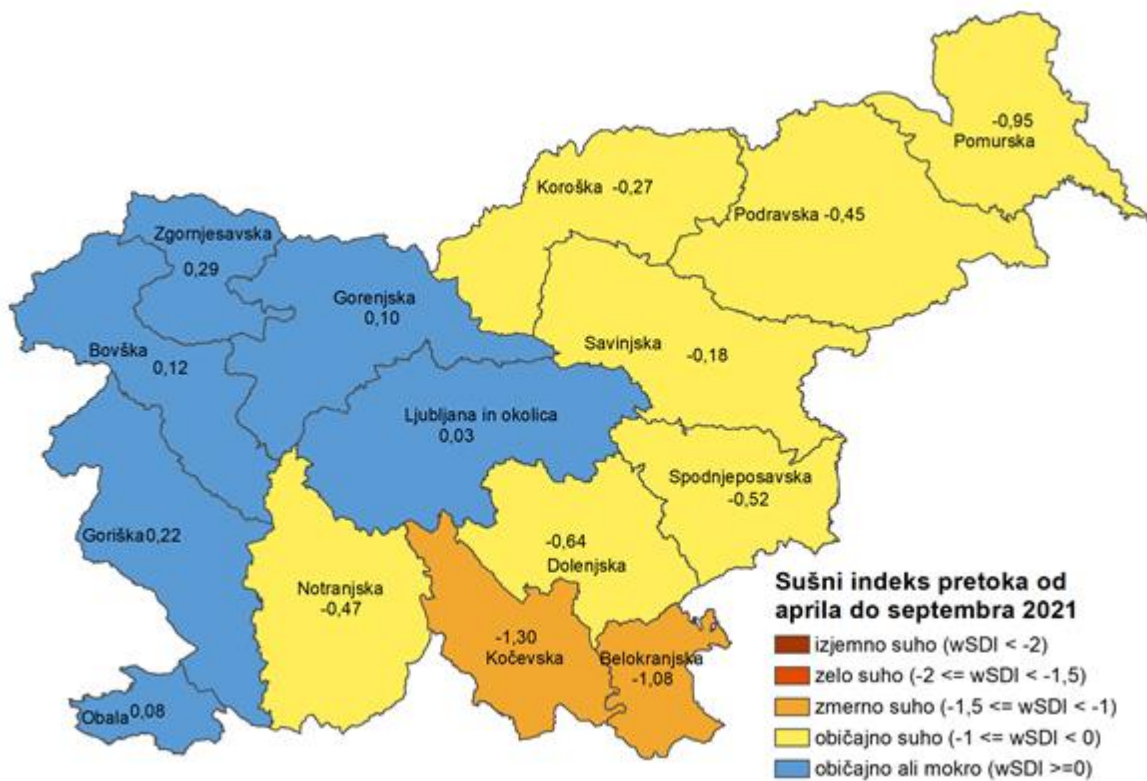 -0,95
Pomurska
Koroška -0,27
Podravska -0,45
Zgornjesavska
0,29
Gorenjska
0,10
Savinjska
-0,18
Bovška
0,12
Ljubljana in okolica
0,03
Spodnjeposavska
-0,52
Goriška 0,22
-0,64
Dolenjska
Notranjska
-0,47
-1,30
Kočevska
Belokranjska
-1,08
Obala 0,08
Sušni indeks pretoka od
aprila do septembra 2021
izjemno suho (wSDI < -2)
zelo suho (-2 <= wSDI < -1,5)
zmerno suho (-1,5 <= wSDI < -1)
običajno suho (-1 <= wSDI < 0)
običajno ali mokro (wSDI >=0)